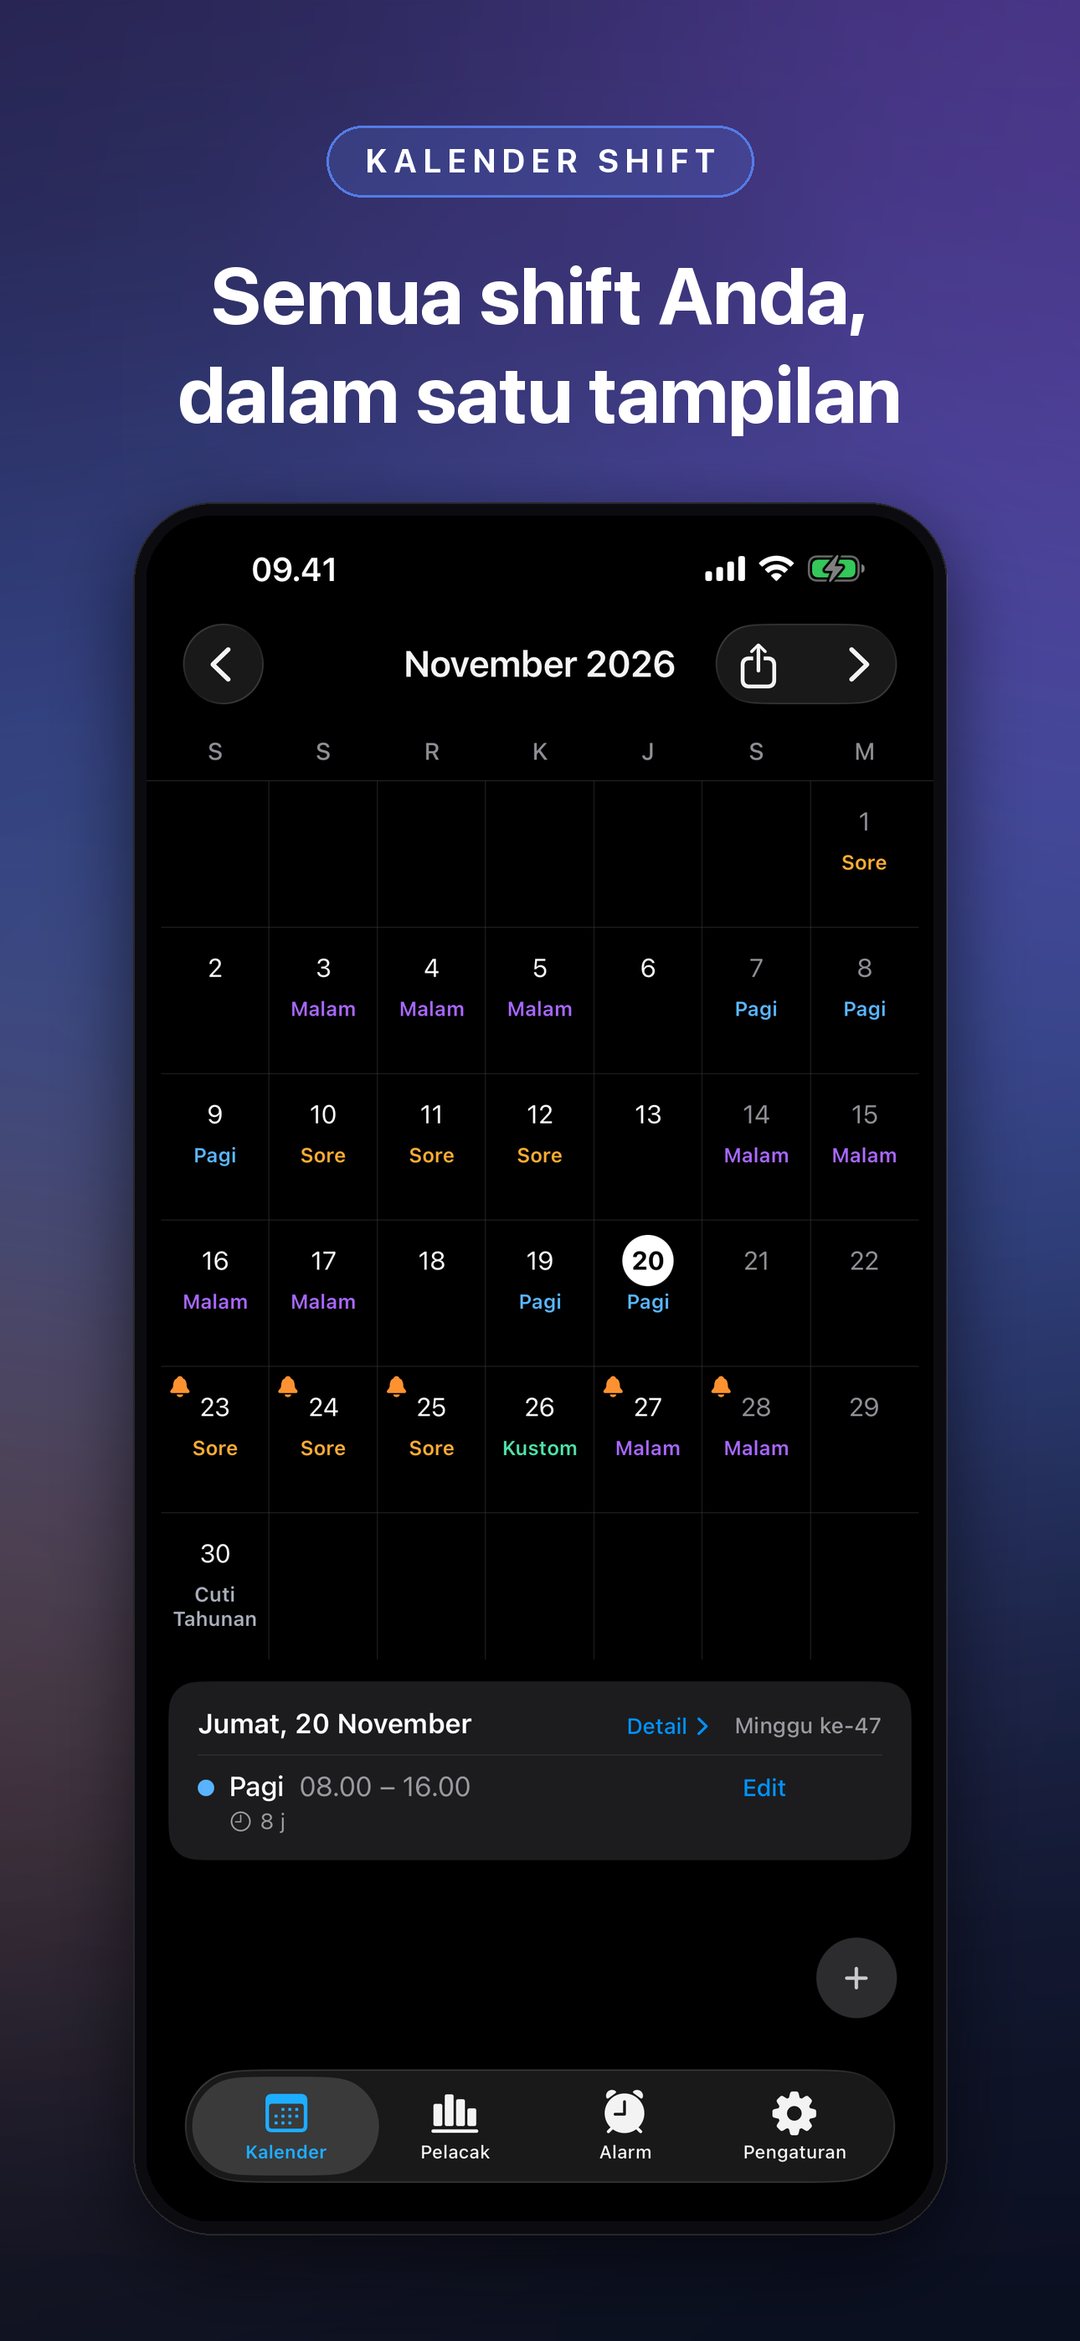 KALENDER SHIFT
Semua shift Anda,
dalam satu tampilan
09.41
November 2026
S S R K J S M
1
Sore
2 3 4 5 6 7 8
Malam Malam Malam Pagi Pagi
9 10 11 12 13 14 15
Pagi Sore Sore Sore Malam Malam
16 17 18 19 20 21 22
Malam Malam Pagi Pagi
23 24 25 26 27 28 29
Sore Sore Sore Kustom Malam Malam
30
Cuti
Tahunan
Jumat, 20 November Detail Minggu ke-47
Pagi 08.00 – 16.00 Edit
8 j
Kalender Pelacak Alarm Pengaturan